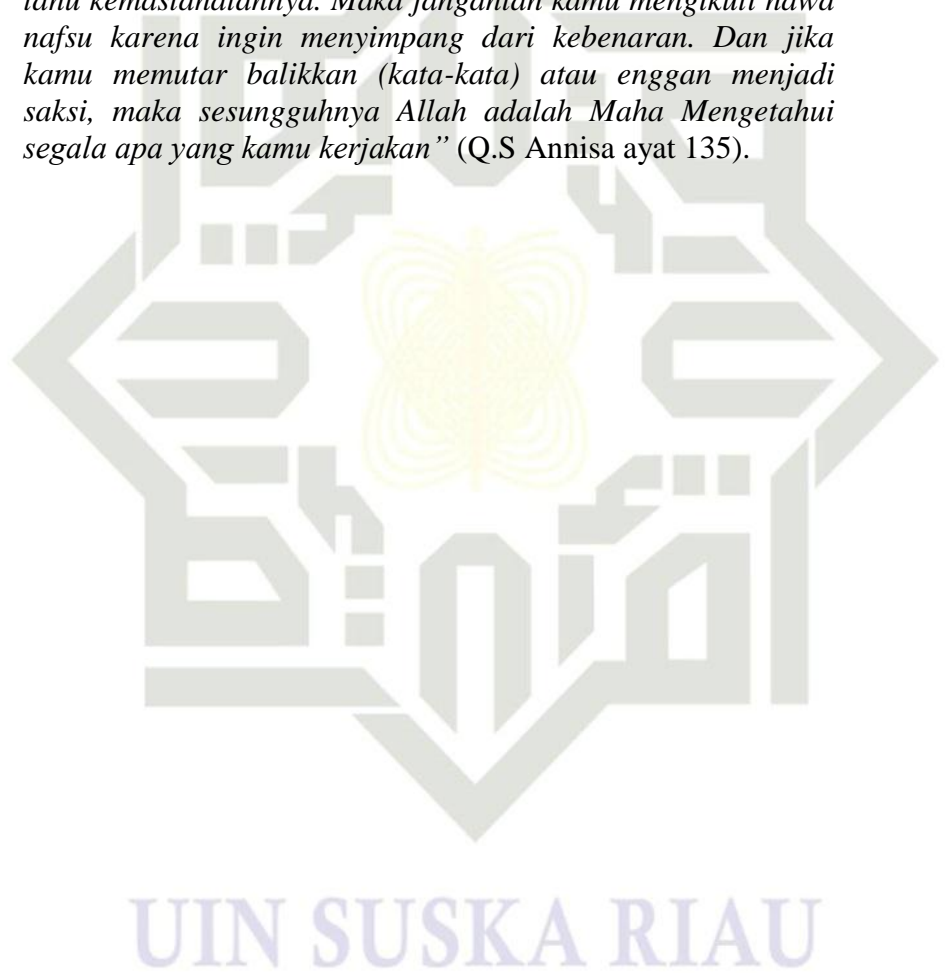 tahu kemaslahatannya. Maka janganlah kamu mengikuti hawa
nafsu karena ingin menyimpang dari kebenaran. Dan jika
kamu memutar balikkan (kata-kata) atau enggan menjadi
saksi, maka sesungguhnya Allah adalah Maha Mengetahui
segala apa yang kamu kerjakan” (Q.S Annisa ayat 135).
UIN SUSKA RIAU